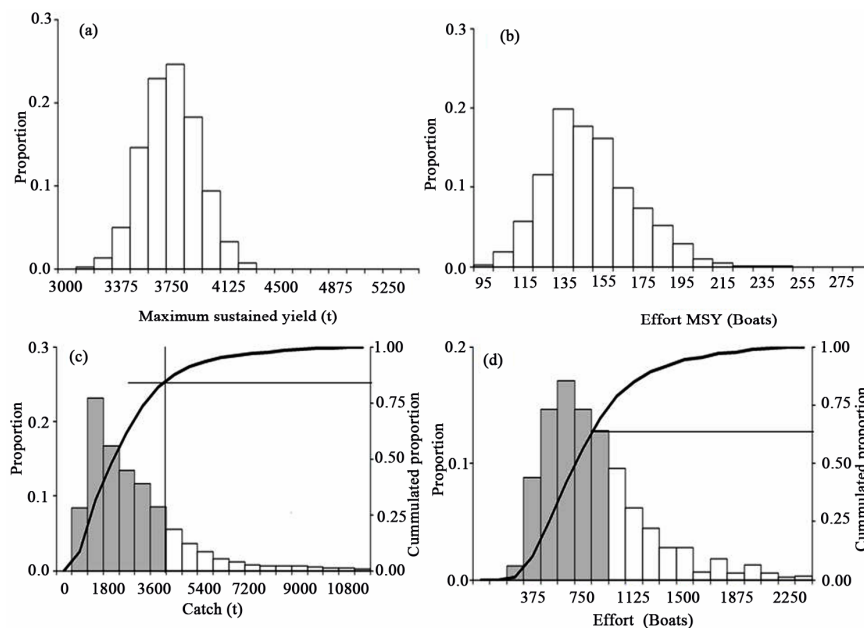 (a)
0.3
0.2
0.1
0.0
Proportion
3000 3375 3750 4125 4500 4875 5250
Maximum sustained yield (t)
(b)
0.3
0.2
0.1
0.0
Proportion
95 115 135 155 175 195 215 235 255 275
Effort MSY (Boats)
(c)
0.3
0.2
0.1
0.0
Proportion
1.00
0.75
0.50
0.25
0.00
Cummulated proportion
0 1800 3600 5400 7200 9000 10800
Catch (t)
(d)
0.2
0.1
0.0
Proportion
1.00
0.75
0.50
0.25
0.00
Cummulated proportion
375 750 1125 1500 1875 2250
Effort (Boats)